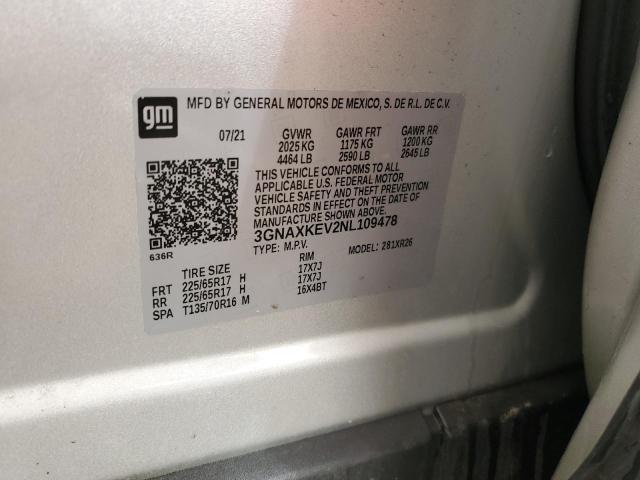 gm
MFD BY GENERAL MOTORS DE MEXICO, S. DE R.L. DE C.V.
07/21 GVWR GAWR FRT GAWR RR
2025 KG 1175 KG 1200 KG
4464 LB 2590 LB 2645 LB
THIS VEHICLE CONFORMS TO ALL
APPLICABLE U.S. FEDERAL MOTOR
VEHICLE SAFETY AND THEFT PREVENTION
STANDARDS IN EFFECT ON THE DATE OF
MANUFACTURE SHOWN ABOVE.
3GNAXKEV2NL109478
636R TYPE: M.P.V. MODEL: 281XR26
TIRE SIZE RIM
FRT 225/65R17 H 17X7J
RR 225/65R17 H 17X7J
SPA T135/70R16 M 16X4BT